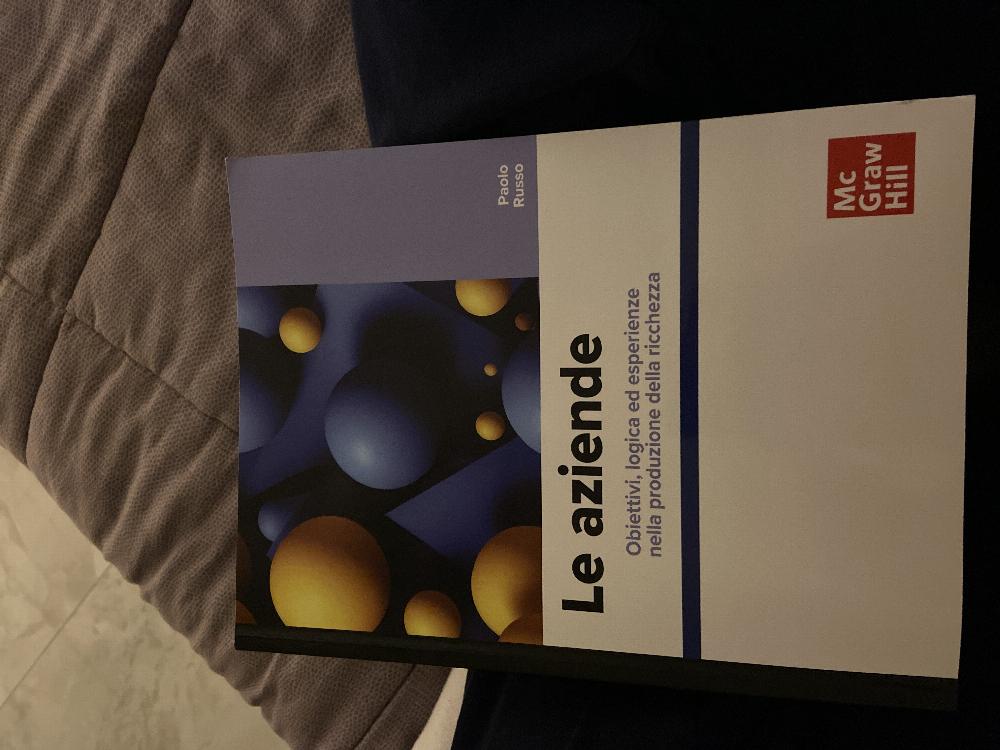 Paolo
Russo
Le aziende
Obiettivi, logica ed esperienze
nella produzione della ricchezza
Mc
Graw
Hill